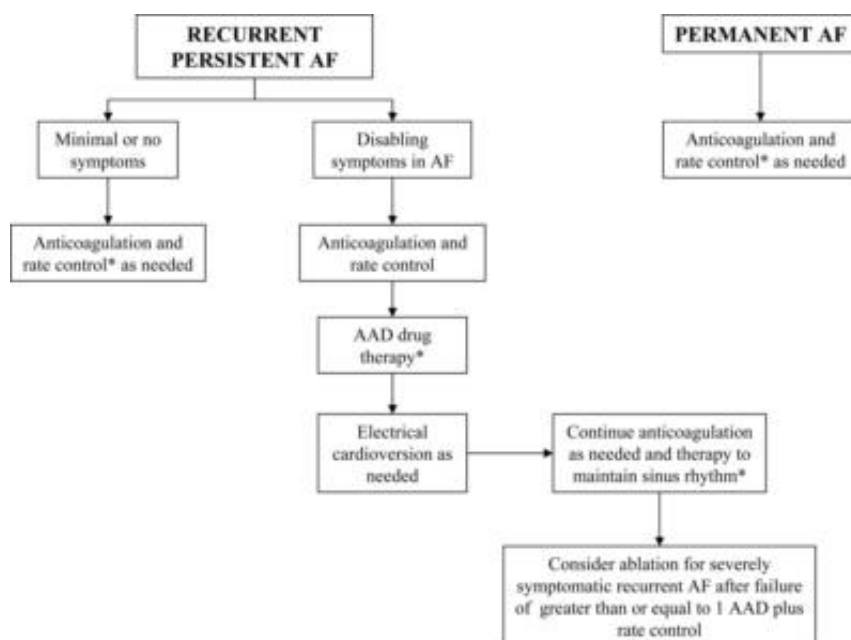 RECURRENT
PERSISTENT AF
PERMANENT AF
Minimal or no
symptoms
Disabling
symptoms in AF
Anticoagulation and
rate control* as needed
Anticoagulation and
rate control* as needed
Anticoagulation and
rate control
AAD drug
therapy*
Electrical
cardioversion as
needed
Continue anticoagulation
as needed and therapy to
maintain sinus rhythm*
Consider ablation for severely
symptomatic recurrent AF after failure
of greater than or equal to 1 AAD plus
rate control